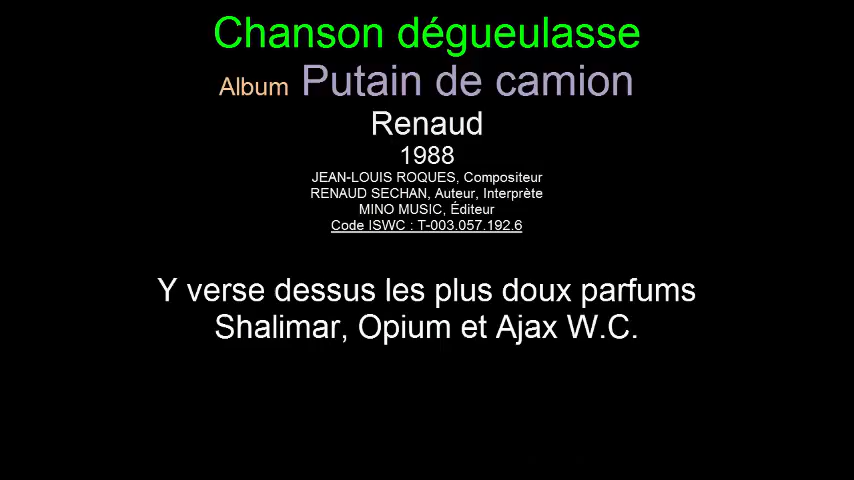 Chanson dégueulasse
Album Putain de camion
Renaud
1988
JEAN-LOUIS ROQUES, Compositeur
RENAUD SECHAN, Auteur, Interprète
MINO MUSIC, Éditeur
Code ISWC : T-003.057.192.6
Y verse dessus les plus doux parfums
Shalimar, Opium et Ajax W.C.